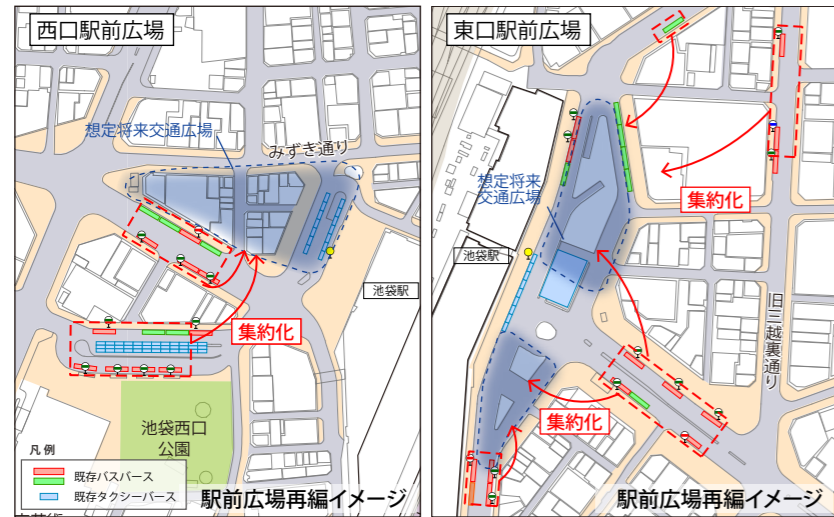 西口駅前広場
想定将来交通広場
みずき通り
池袋駅
集約化
池袋西口
公園
凡 例
既存バスバース
既存タクシーバース
駅前広場再編イメージ
東口駅前広場
想定将来
交通広場
集約化
池袋駅
旧三越裏通り
集約化
駅前広場再編イメージ